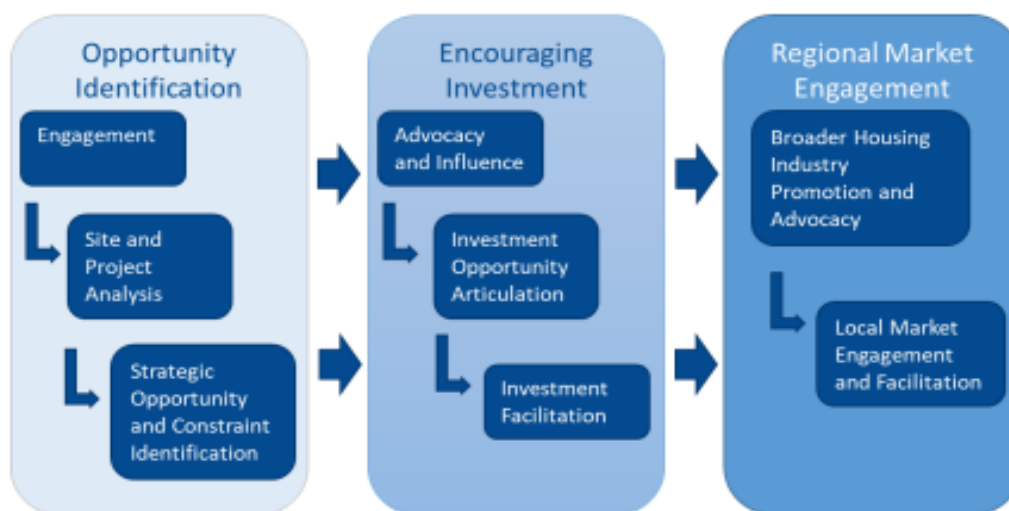 Opportunity
Identification
Engagement
Site and
Project
Analysis
Strategic
Opportunity
and Constraint
Identification
Encouraging
Investment
Advocacy
and Influence
Investment
Opportunity
Articulation
Investment
Facilitation
Regional Market
Engagement
Broader Housing
Industry
Promotion and
Advocacy
Local Market
Engagement
and Facilitation